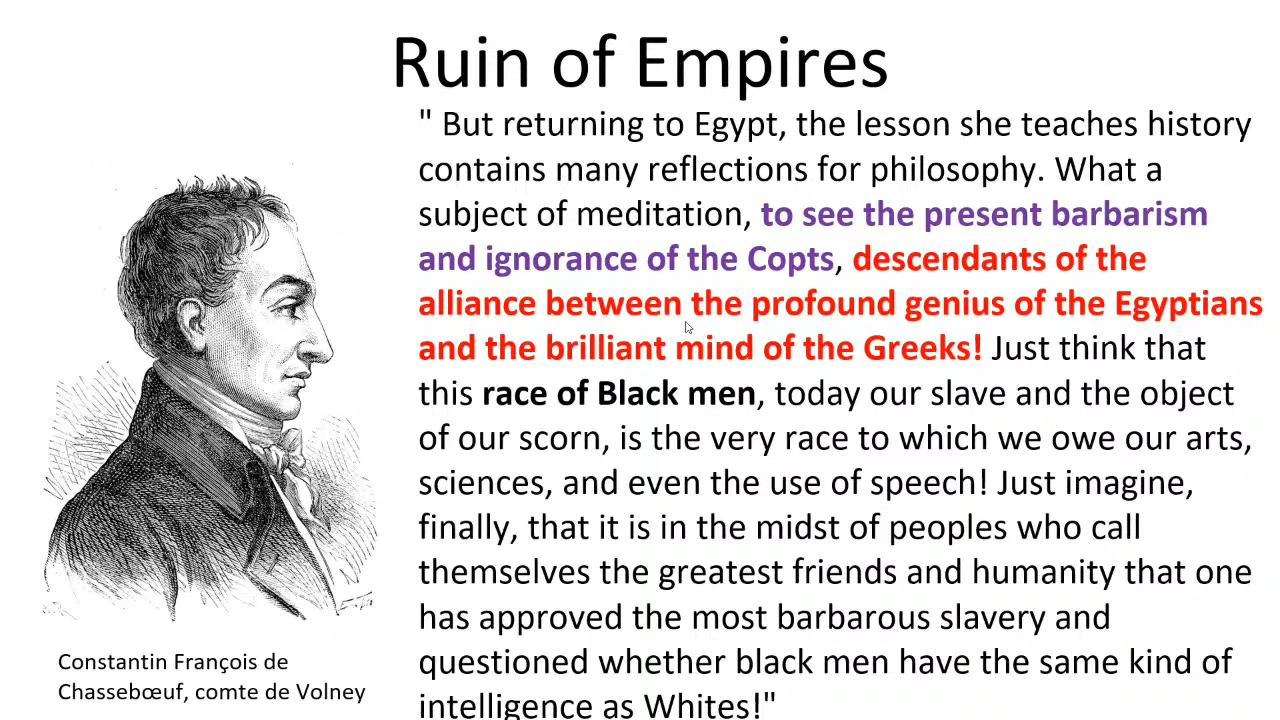 Ruin of Empires
" But returning to Egypt, the lesson she teaches history
contains many reflections for philosophy. What a
subject of meditation, to see the present barbarism
and ignorance of the Copts, descendants of the
alliance between the profound genius of the Egyptians
and the brilliant mind of the Greeks! Just think that
this race of Black men, today our slave and the object
of our scorn, is the very race to which we owe our arts,
sciences, and even the use of speech! Just imagine,
finally, that it is in the midst of peoples who call
themselves the greatest friends and humanity that one
has approved the most barbarous slavery and
questioned whether black men have the same kind of
intelligence as Whites!"
Constantin François de
Chassebœuf, comte de Volney